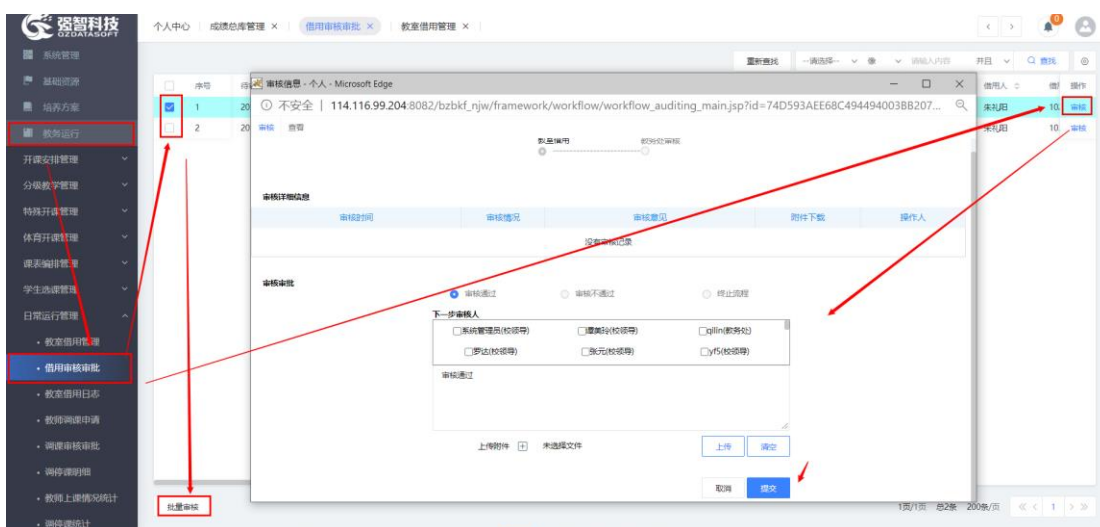 强智科技
QZDATASOFT
个人中心 成绩总库管理 × 借用审核审批 × 教室借用管理 ×
0
系统管理
基础资源
培养方案
教务运行
开课安排管理
分级教学管理
特殊开课管理
体育开课管理
课表编排管理
学生选课管理
日常运行管理
• 教室借用管理
• 借用审核审批
• 教室借用日志
• 教师调课申请
• 调课审核审批
• 调停课明细
• 教师上课情况统计
• 调停课统计
重新查找 --请选择-- 像 请输入内容 并且 查找
序号 借用人 操作
1 20 朱礼阳 10. 审核
2 20 朱礼阳 10. 审核
审核信息 - 个人 - Microsoft Edge
不安全 | 114.116.99.204:8082/bzbkf_njw/framework/workflow/workflow_auditing_main.jsp?id=74D593AEE68C494494003BB207...
审核 查看
教室借用 教务处审核
审核详细信息
审核时间 审核情况 审核意见 附件下载 操作人
没有审核记录
审核审批
审核通过 审核不通过 终止流程
下一步审核人
系统管理员(校领导) 谭美玲(校领导) qilin(教务处)
罗达(校领导) 张元(校领导) yf5(校领导)
审核通过
上传附件 + 未选择文件 上传 清空
取消 提交
批量审核
1页/1页 总2条 200条/页 1